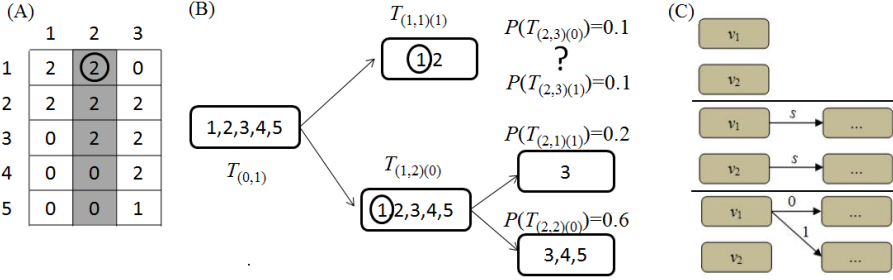 (A)
1 2 3
1 2 2 0
2 2 2 2
3 0 2 2
4 0 0 2
5 0 0 1
(B)
T(1,1)(1)
1 2
P(T(2,3)(0))=0.1
?
P(T(2,3)(1))=0.1
1,2,3,4,5
T(0,1)
T(1,2)(0)
1,2,3,4,5
P(T(2,1)(1))=0.2
3
P(T(2,2)(0))=0.6
3,4,5
(C)
v1
v2
v1 s ...
v2 s ...
v1 0 ...
1
v2 ...